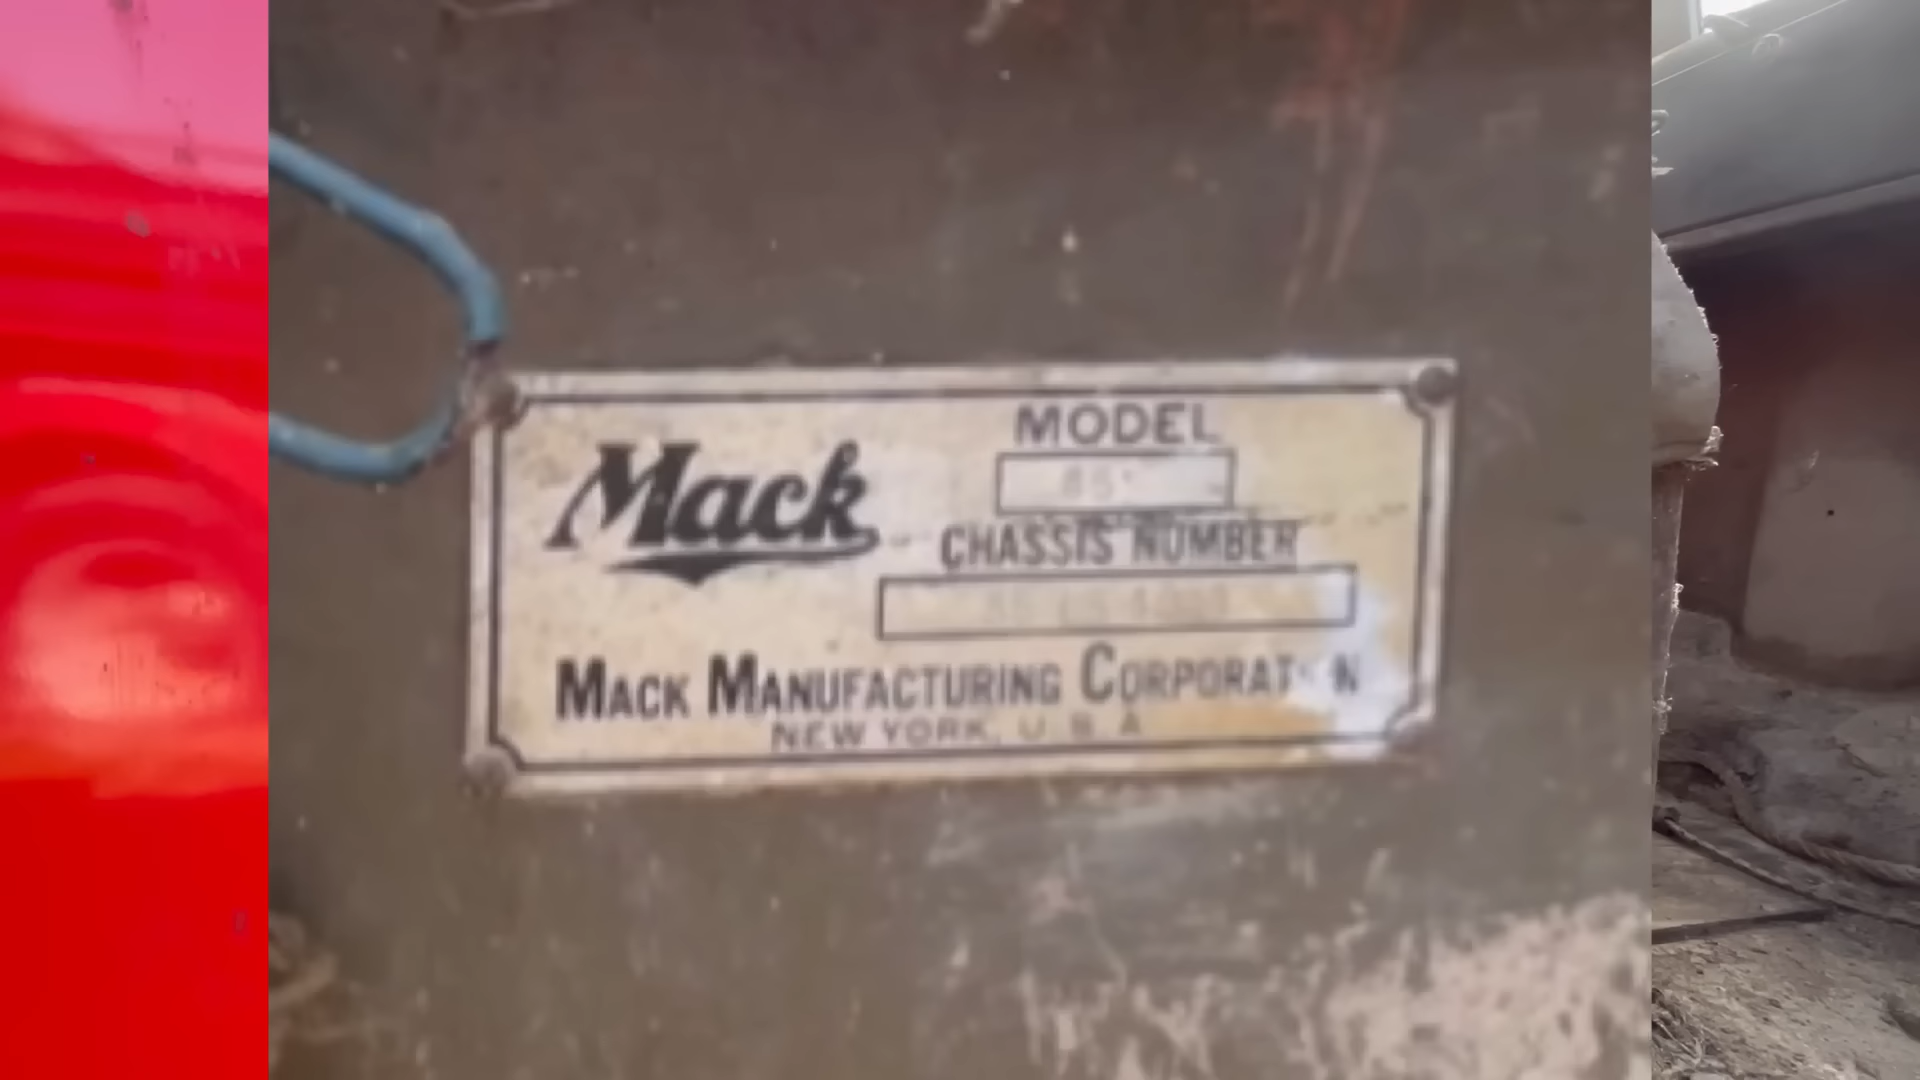 Mack
MODEL
CHASSIS NUMBER
MACK MANUFACTURING CORPORAT N
NEW YORK, U.S.A